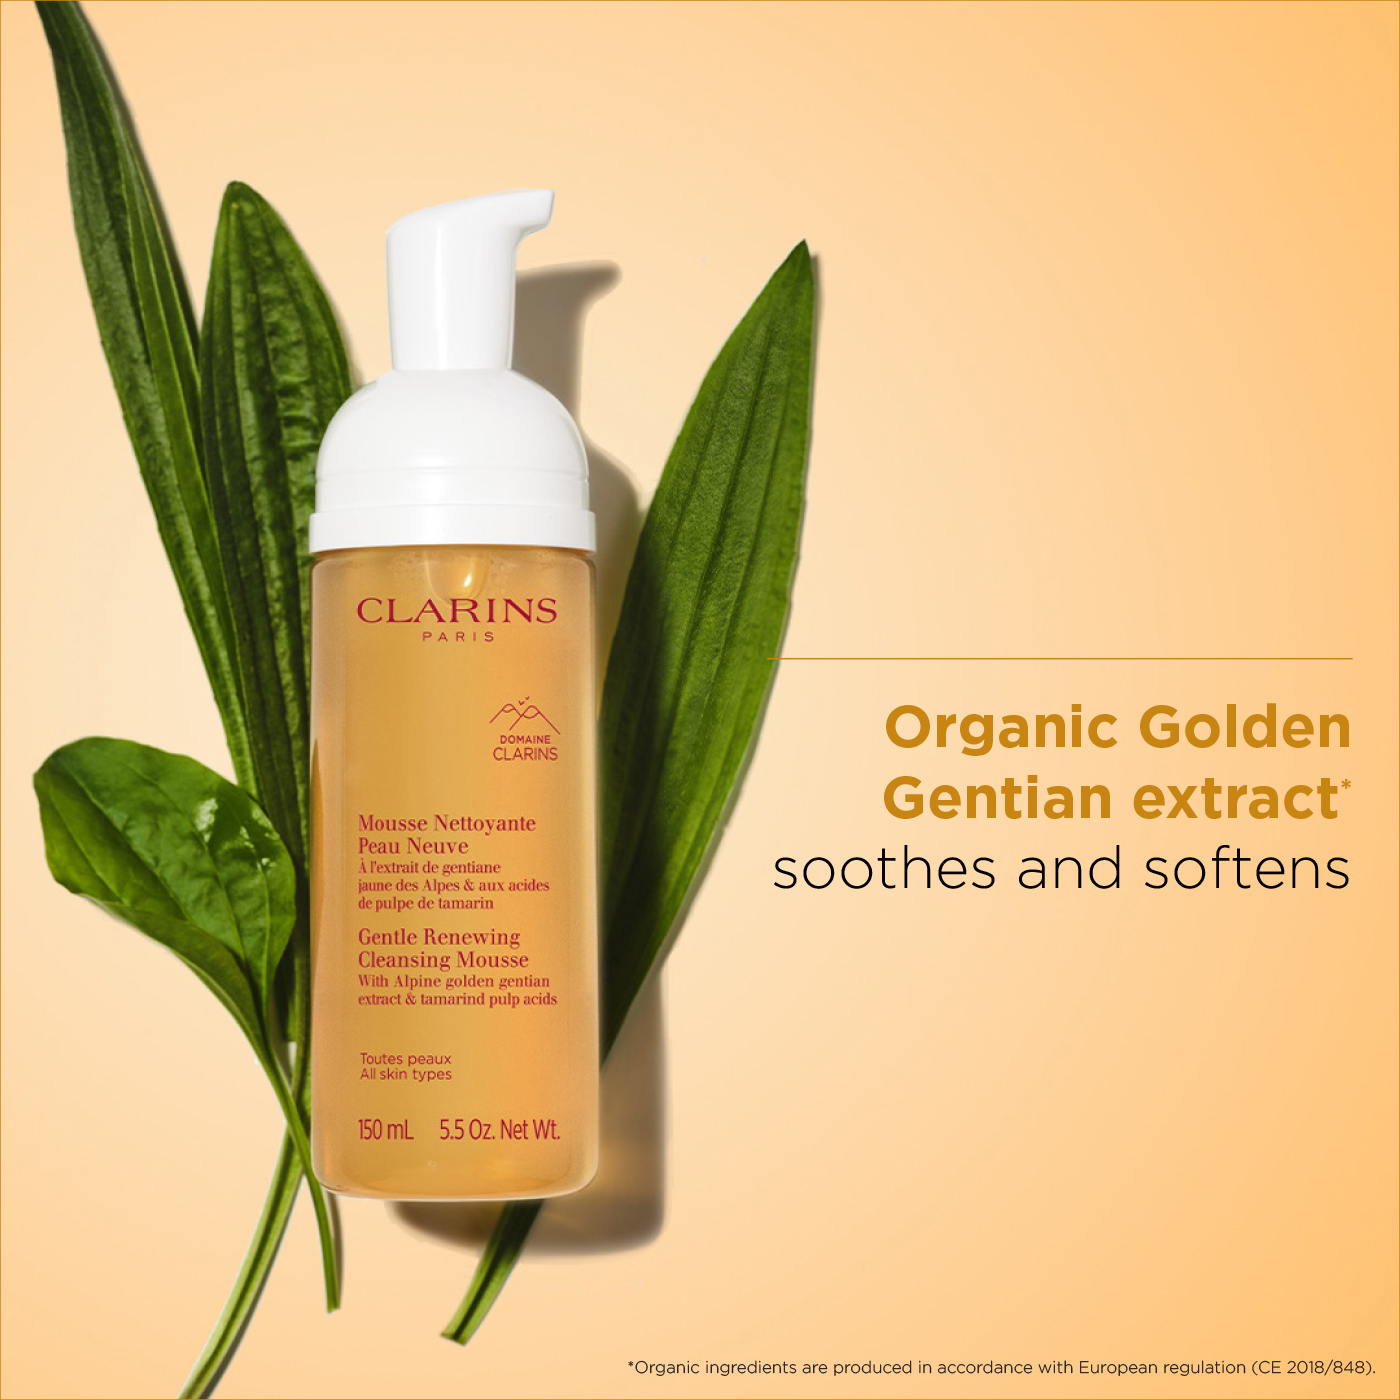 CLARINS
PARIS
DOMAINE
CLARINS
Mousse Nettoyante
Peau Neuve
À l'extrait de gentiane
jaune des Alpes & aux acides
de pulpe de tamarin
Gentle Renewing
Cleansing Mousse
With Alpine golden gentian
extract & tamarind pulp acids
Toutes peaux
All skin types
150 mL 5.5 Oz. Net Wt.
Organic Golden
Gentian extract*
soothes and softens
*Organic ingredients are produced in accordance with European regulation (CE 2018/848).